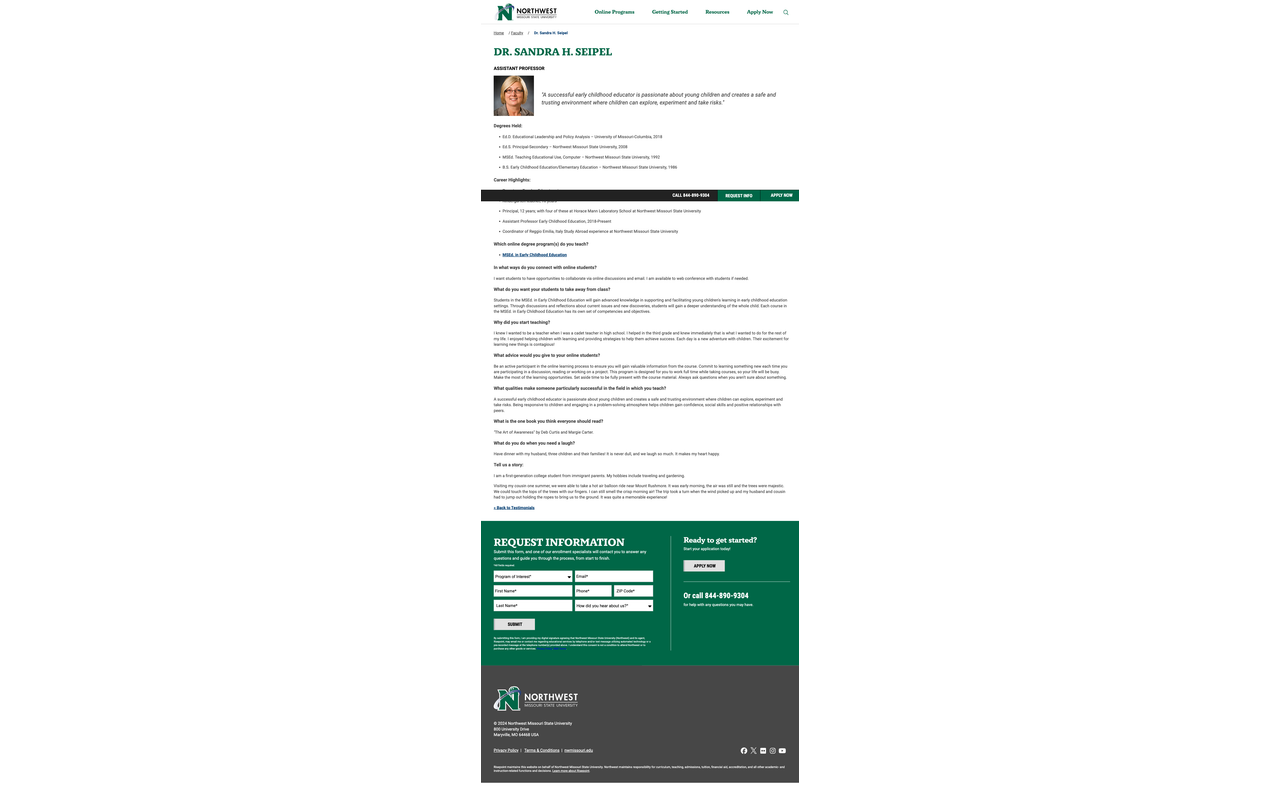 NORTHWEST
MISSOURI STATE UNIVERSITY
Online Programs
Getting Started
Resources
Apply Now
Home / Faculty / Dr. Sandra H. Seipel
DR. SANDRA H. SEIPEL
ASSISTANT PROFESSOR
"A successful early childhood educator is passionate about young children and creates a safe and
trusting environment where children can explore, experiment and take risks."
Degrees Held:
• Ed.D. Educational Leadership and Policy Analysis – University of Missouri-Columbia, 2018
• Ed.S. Principal-Secondary – Northwest Missouri State University, 2008
• MSEd. Teaching Educational Use, Computer – Northwest Missouri State University, 1992
• B.S. Early Childhood Education/Elementary Education – Northwest Missouri State University, 1986
Career Highlights:
CALL 844-890-9304
REQUEST INFO
APPLY NOW
• Principal, 12 years; with four of these at Horace Mann Laboratory School at Northwest Missouri State University
• Assistant Professor Early Childhood Education, 2018-Present
• Coordinator of Reggio Emilia, Italy Study Abroad experience at Northwest Missouri State University
Which online degree program(s) do you teach?
• MSEd. in Early Childhood Education
In what ways do you connect with online students?
I want students to have opportunities to collaborate via online discussions and email. I am available to web conference with students if needed.
What do you want your students to take away from class?
Students in the MSEd. in Early Childhood Education will gain advanced knowledge in supporting and facilitating young children's learning in early childhood education
settings. Through discussions and reflections about current issues and new discoveries, students will gain a deeper understanding of the whole child. Each course in
the MSEd. in Early Childhood Education has its own set of competencies and objectives.
Why did you start teaching?
I knew I wanted to be a teacher when I was a cadet teacher in high school. I helped in the third grade and knew immediately that is what I wanted to do for the rest of
my life. I enjoyed helping children with learning and providing strategies to help them achieve success. Each day is a new adventure with children. Their excitement for
learning new things is contagious!
What advice would you give to your online students?
Be an active participant in the online learning process to ensure you will gain valuable information from the course. Commit to learning something new each time you
are participating in a discussion, reading or working on a project. This program is designed for you to work full time while taking courses, so your life will be busy.
Make the most of the learning opportunities. Set aside time to be fully present with the course material. Always ask questions when you aren't sure about something.
What qualities make someone particularly successful in the field in which you teach?
A successful early childhood educator is passionate about young children and creates a safe and trusting environment where children can explore, experiment and
take risks. Being responsive to children and engaging in a problem-solving atmosphere helps children gain confidence, social skills and positive relationships with
peers.
What is the one book you think everyone should read?
"The Art of Awareness" by Deb Curtis and Margie Carter.
What do you do when you need a laugh?
Have dinner with my husband, three children and their families! It is never dull, and we laugh so much. It makes my heart happy.
Tell us a story:
I am a first-generation college student from immigrant parents. My hobbies include traveling and gardening.
Visiting my cousin one summer, we were able to take a hot air balloon ride near Mount Rushmore. It was early morning, the air was still and the trees were majestic.
We could touch the tops of the trees with our fingers. I can still smell the crisp morning air! The trip took a turn when the wind picked up and my husband and cousin
had to jump out holding the ropes to bring us to the ground. It was quite a memorable experience!
« Back to Testimonials
REQUEST INFORMATION
Submit this form, and one of our enrollment specialists will contact you to answer any
questions and guide you through the process, from start to finish.
*All fields required.
Program of Interest*
Email*
First Name*
Phone*
ZIP Code*
Last Name*
How did you hear about us?*
SUBMIT
Ready to get started?
Start your application today!
APPLY NOW
Or call 844-890-9304
for help with any questions you may have.
NORTHWEST
MISSOURI STATE UNIVERSITY
© 2024 Northwest Missouri State University
800 University Drive
Maryville, MO 64468 USA
Privacy Policy | Terms & Conditions | nwmissouri.edu
Risepoint maintains this website on behalf of Northwest Missouri State University. Northwest maintains responsibility for curriculum, teaching, admissions, tuition, financial aid, accreditation, and all other academic- and
instruction-related functions and decisions. Learn more about Risepoint.